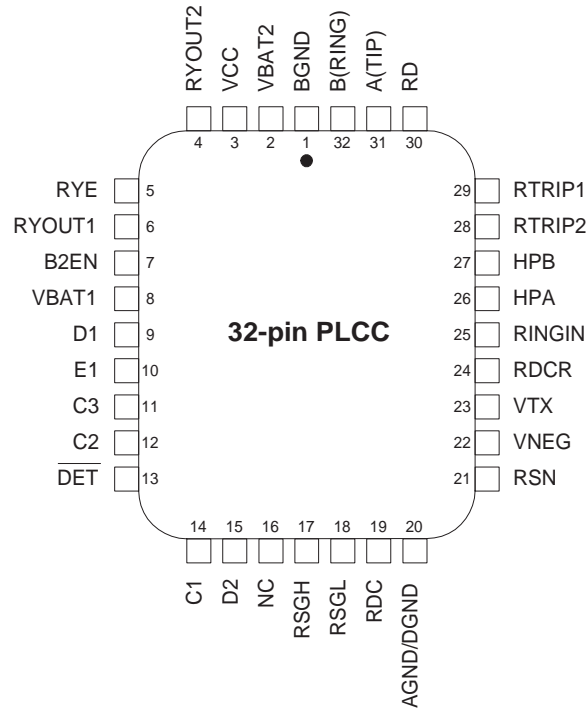 RYOUT2 VCC VBAT2 BGND B(RING) A(TIP) RD
4 3 2 1 32 31 30
RYE 5 29 RTRIP1
RYOUT1 6 28 RTRIP2
B2EN 7 27 HPB
VBAT1 8 26 HPA
D1 9 32-pin PLCC 25 RINGIN
E1 10 24 RDCR
C3 11 23 VTX
C2 12 22 VNEG
DET 13 21 RSN
14 15 16 17 18 19 20
C1 D2 NC RSGH RSGL RDC AGND/DGND